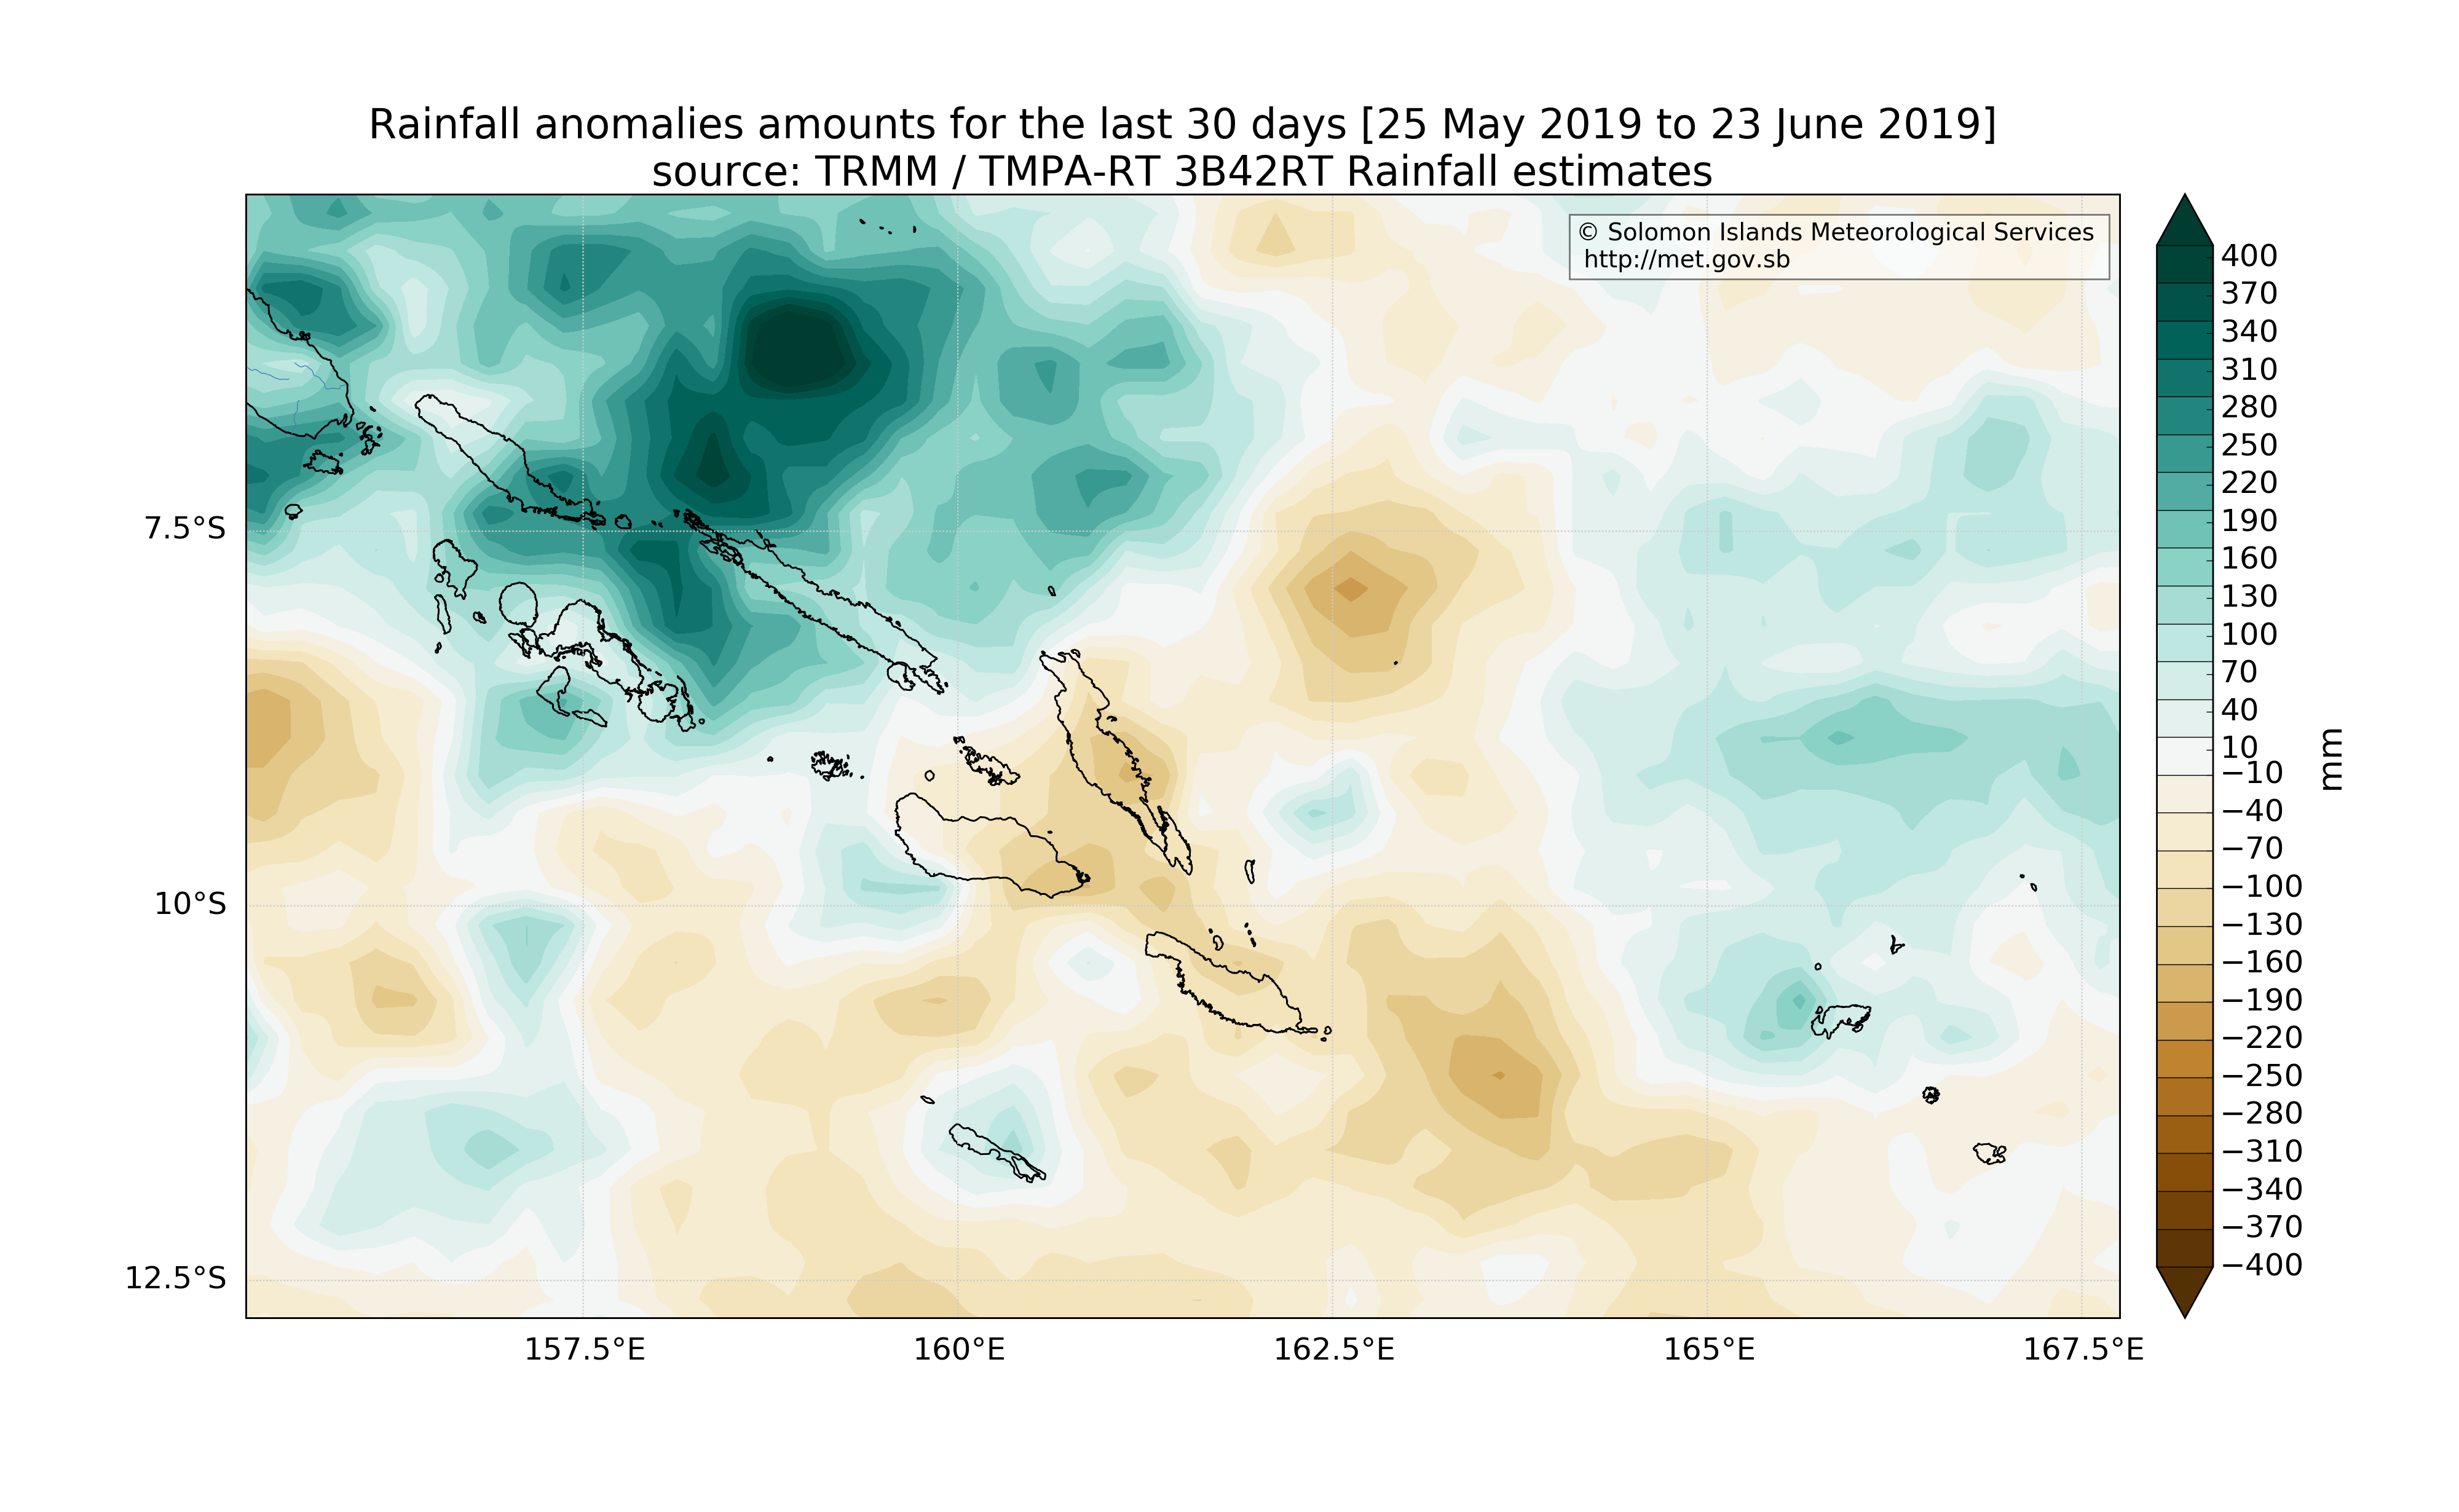 Rainfall anomalies amounts for the last 30 days [25 May 2019 to 23 June 2019]
source: TRMM / TMPA-RT 3B42RT Rainfall estimates
© Solomon Islands Meteorological Services
http://met.gov.sb
7.5°S
10°S
12.5°S
157.5°E
160°E
162.5°E
165°E
167.5°E
400
370
340
310
280
250
220
190
160
130
100
70
40
10
−10
−40
−70
−100
−130
−160
−190
−220
−250
−280
−310
−340
−370
−400
mm